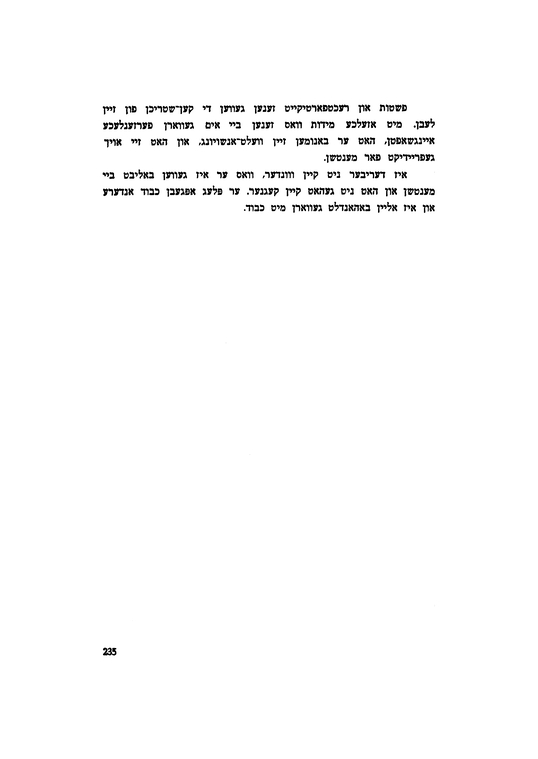 פשטות און רעכטפארטיקייט זענען געווען די קען־שטריכן פון זיין
לעבן. מיט אזעלכע מידות וואס זענען ביי אים געווארן פערזענלעכע
אייגנשאפטן, האט ער באנומען זיין וועלט־אנשויונג, און האט זיי אויך
געפריידיקט פאר מענטשן.
איז דעריבער ניט קיין וואונדער, וואס ער איז געווען באליבט ביי
מענטשן און האט ניט געהאט קיין קעגנער. ער פלעג אפגעבן כבוד אנדערע
און איז אליין באהאנדלט געווארן מיט כבוד.
235